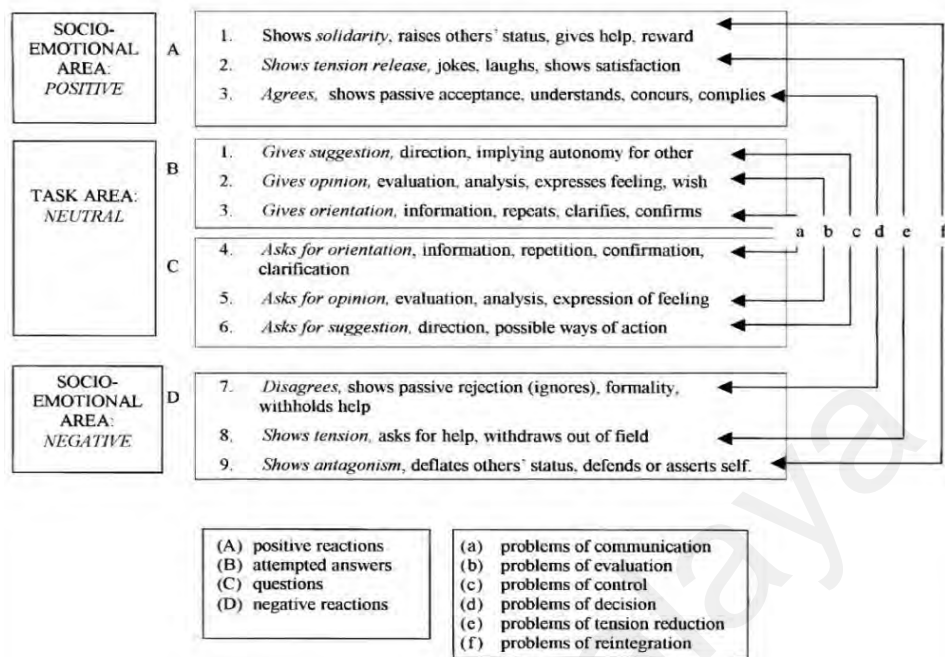 SOCIO-
EMOTIONAL
AREA:
POSITIVE
A
1. Shows solidarity, raises others' status, gives help, reward
2. Shows tension release, jokes, laughs, shows satisfaction
3. Agrees, shows passive acceptance, understands, concurs, complies
TASK AREA:
NEUTRAL
B
1. Gives suggestion, direction, implying autonomy for other
2. Gives opinion, evaluation, analysis, expresses feeling, wish
3. Gives orientation, information, repeats, clarifies, confirms
a b c d e f
C
4. Asks for orientation, information, repetition, confirmation,
clarification
5. Asks for opinion, evaluation, analysis, expression of feeling
6. Asks for suggestion, direction, possible ways of action
SOCIO-
EMOTIONAL
AREA:
NEGATIVE
D
7. Disagrees, shows passive rejection (ignores), formality,
withholds help
8. Shows tension, asks for help, withdraws out of field
9. Shows antagonism, deflates others' status, defends or asserts self.
(A) positive reactions
(B) attempted answers
(C) questions
(D) negative reactions
(a) problems of communication
(b) problems of evaluation
(c) problems of control
(d) problems of decision
(e) problems of tension reduction
(f) problems of reintegration
laya